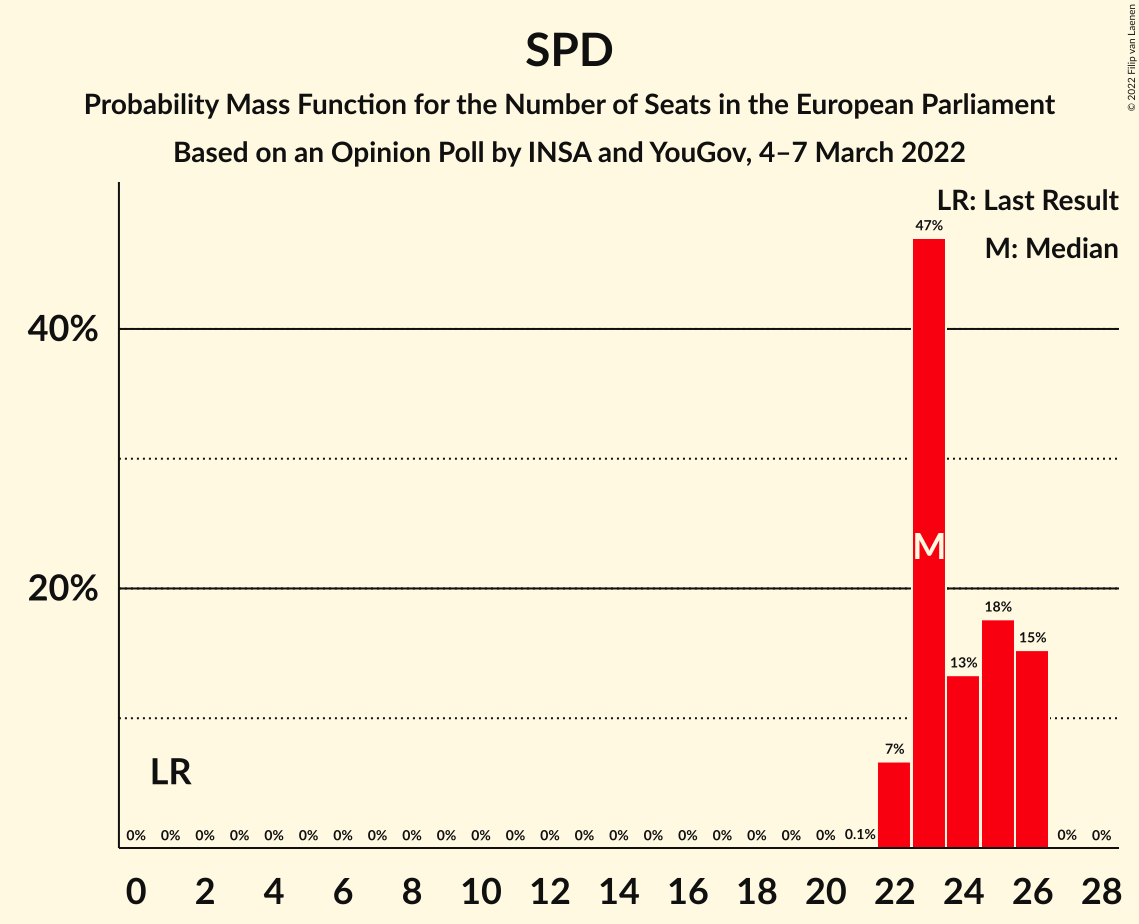 SPD
Probability Mass Function for the Number of Seats in the European Parliament
Based on an Opinion Poll by INSA and YouGov, 4–7 March 2022
© 2022 Filip van Laenen
LR: Last Result
M: Median
47%
40%
M
20%
18%
15%
13%
7%
LR
0% 0% 0% 0% 0% 0% 0% 0% 0% 0% 0% 0% 0% 0% 0% 0% 0% 0% 0% 0% 0% 0.1% 0% 0%
0 2 4 6 8 10 12 14 16 18 20 22 24 26 28